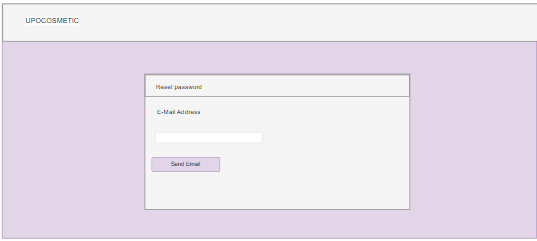 UPOCOSMETIC
Reset password
E-Mail Address
Send Email